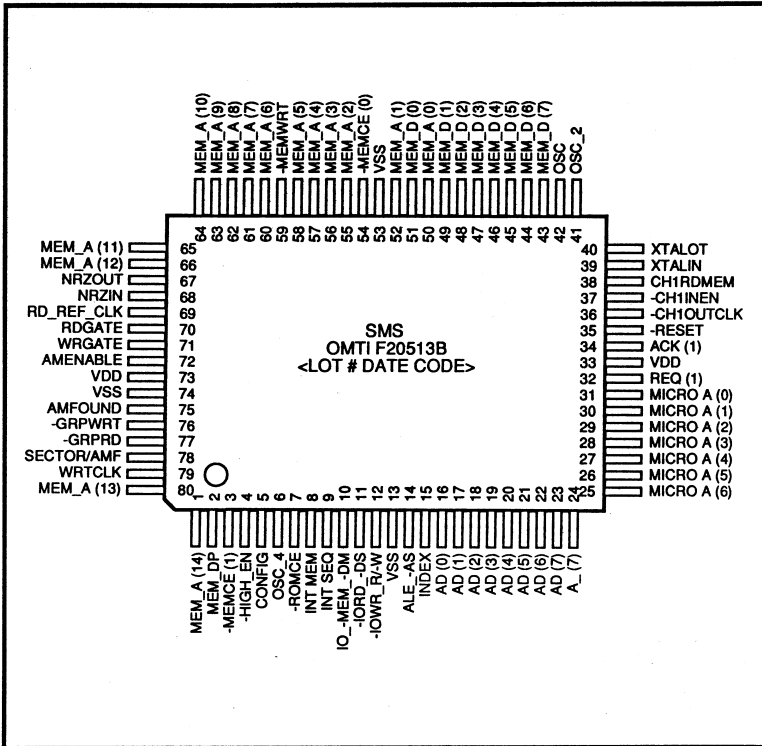 MEM_A (10)
MEM_A (9)
MEM_A (8)
MEM_A (7)
MEM_A (6)
-MEMWRT
MEM_A (5)
MEM_A (4)
MEM_A (3)
MEM_A (2)
-MEMCE (0)
VSS
MEM_A (1)
MEM_D (0)
MEM_A (0)
MEM_D (1)
MEM_D (2)
MEM_D (3)
MEM_D (4)
MEM_D (5)
MEM_D (6)
MEM_D (7)
OSC
OSC_2
64 63 62 61 60 59 58 57 56 55 54 53 52 51 50 49 48 47 46 45 44 43 42 41
MEM_A (11) 65
MEM_A (12) 66
NRZOUT 67
NRZIN 68
RD_REF_CLK 69
RDGATE 70
WRGATE 71
AMENABLE 72
VDD 73
VSS 74
AMFOUND 75
-GRPWRT 76
-GRPRD 77
SECTOR/AMF 78
WRTCLK 79
MEM_A (13) 80
SMS
OMTI F20513B
<LOT # DATE CODE>
40 XTALOT
39 XTALIN
38 CH1RDMEM
37 -CH1INEN
36 -CH1OUTCLK
35 -RESET
34 ACK (1)
33 VDD
32 REQ (1)
31 MICRO A (0)
30 MICRO A (1)
29 MICRO A (2)
28 MICRO A (3)
27 MICRO A (4)
26 MICRO A (5)
25 MICRO A (6)
1 2 3 4 5 6 7 8 9 10 11 12 13 14 15 16 17 18 19 20 21 22 23 24
MEM_A (14)
MEM_DP
-MEMCE (1)
-HIGH_EN
CONFIG
OSC_4
-ROMCE
INT MEM
INT SEQ
IO_-MEM_-DM
-IORD_-DS
-IOWR_R/-W
VSS
ALE_-AS
INDEX
AD (0)
AD (1)
AD (2)
AD (3)
AD (4)
AD (5)
AD (6)
AD (7)
A_ (7)